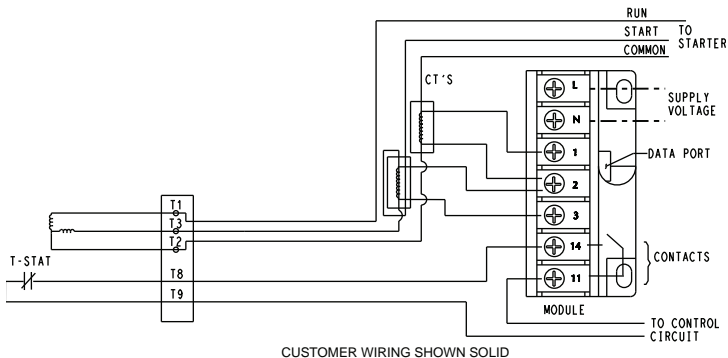 RUN
START
TO
STARTER
COMMON
CT'S
L
SUPPLY
VOLTAGE
N
1
DATA PORT
2
3
T1
T3
T2
T-STAT
T8
T9
14
CONTACTS
11
MODULE
TO CONTROL
CIRCUIT
CUSTOMER WIRING SHOWN SOLID